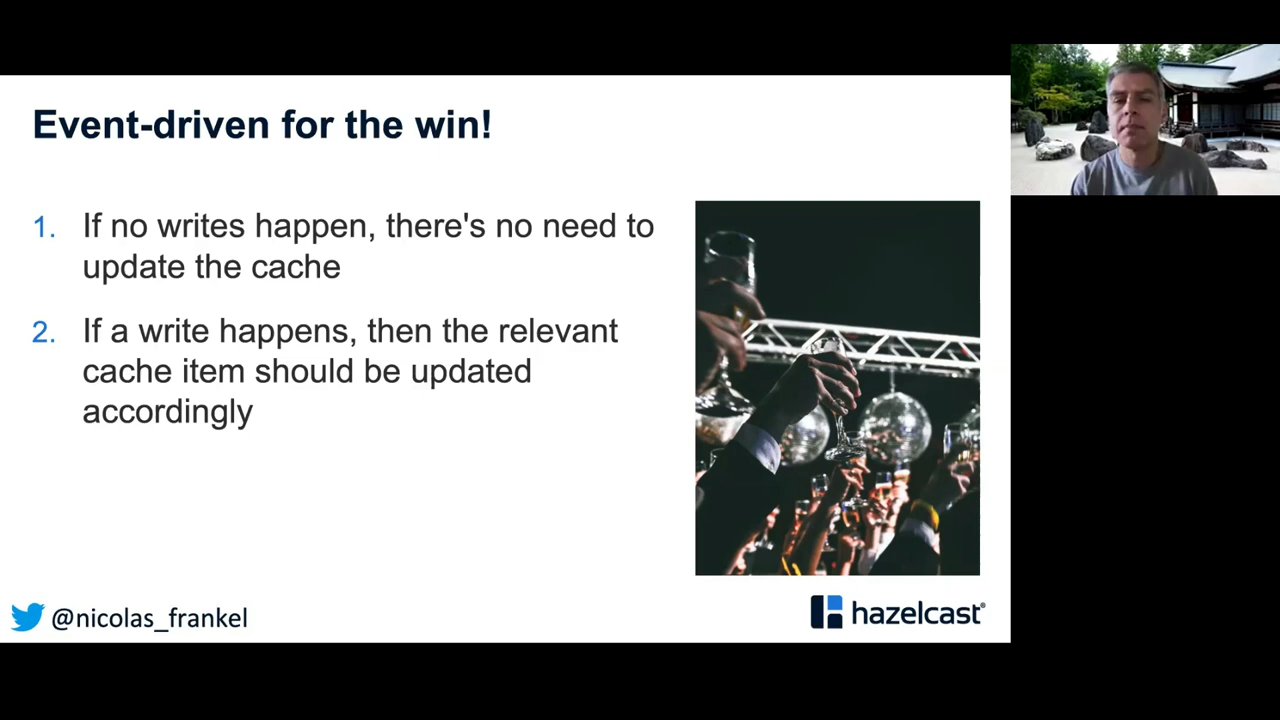 Event-driven for the win!
1. If no writes happen, there's no need to
update the cache
2. If a write happens, then the relevant
cache item should be updated
accordingly
@nicolas_frankel
hazelcast®